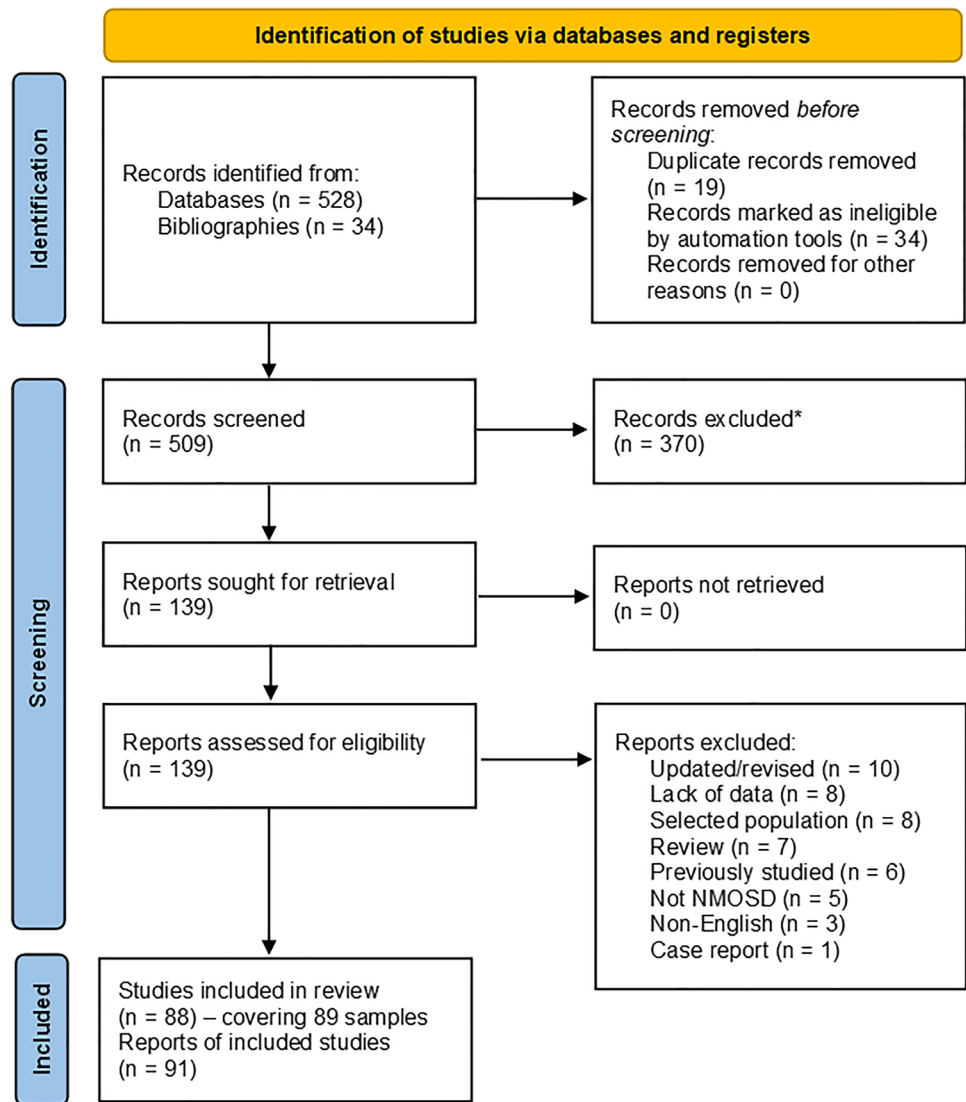 Identification of studies via databases and registers
Identification
Records identified from:
Databases (n = 528)
Bibliographies (n = 34)
Records removed before
screening:
Duplicate records removed
(n = 19)
Records marked as ineligible
by automation tools (n = 34)
Records removed for other
reasons (n = 0)
Screening
Records screened
(n = 509)
Records excluded*
(n = 370)
Reports sought for retrieval
(n = 139)
Reports not retrieved
(n = 0)
Reports assessed for eligibility
(n = 139)
Reports excluded:
Updated/revised (n = 10)
Lack of data (n = 8)
Selected population (n = 8)
Review (n = 7)
Previously studied (n = 6)
Not NMOSD (n = 5)
Non-English (n = 3)
Case report (n = 1)
Included
Studies included in review
(n = 88) – covering 89 samples
Reports of included studies
(n = 91)